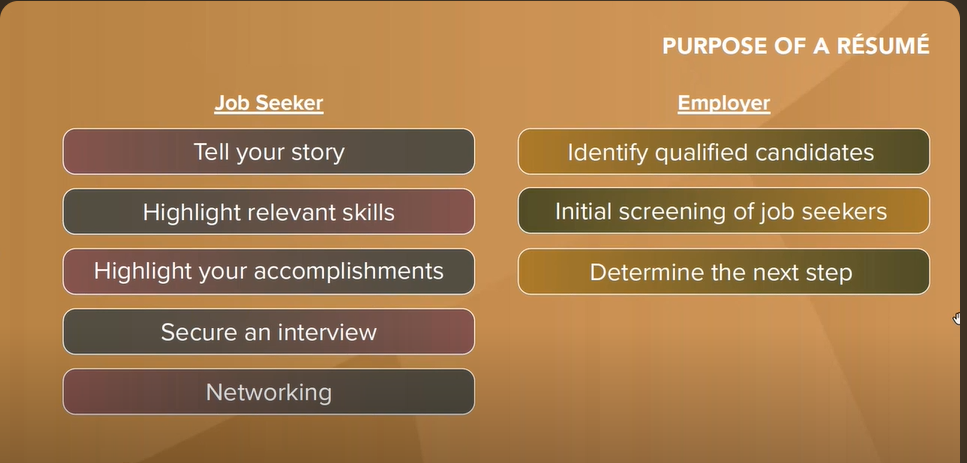 PURPOSE OF A RÉSUMÉ
Job Seeker
Tell your story
Highlight relevant skills
Highlight your accomplishments
Secure an interview
Networking
Employer
Identify qualified candidates
Initial screening of job seekers
Determine the next step